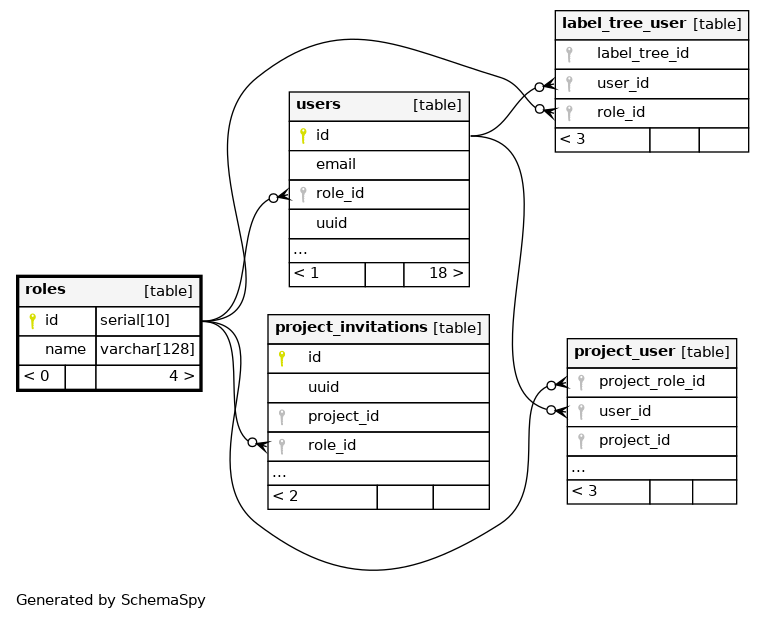 label_tree_user [table]
label_tree_id
user_id
role_id
< 3
users [table]
id
email
role_id
uuid
...
< 1 18 >
roles [table]
id serial[10]
name varchar[128]
< 0 4 >
project_invitations [table]
id
uuid
project_id
role_id
...
< 2
project_user [table]
project_role_id
user_id
project_id
...
< 3
Generated by SchemaSpy